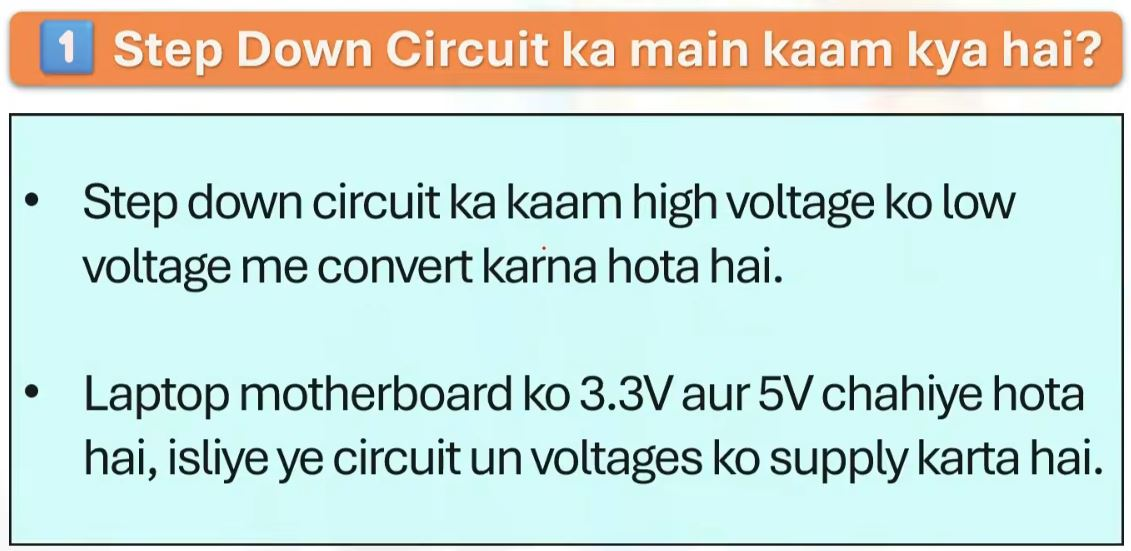 1 Step Down Circuit ka main kaam kya hai?
• Step down circuit ka kaam high voltage ko low
voltage me convert karna hota hai.
• Laptop motherboard ko 3.3V aur 5V chahiye hota
hai, isliye ye circuit un voltages ko supply karta hai.